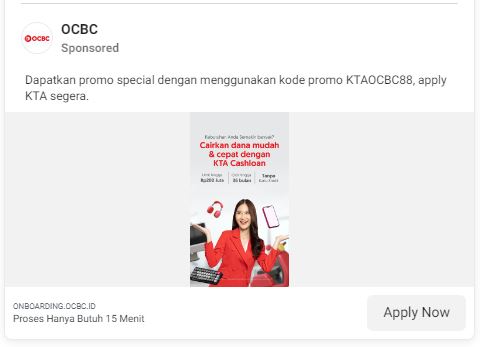 OCBC
OCBC
Sponsored
Dapatkan promo special dengan menggunakan kode promo KTAOCBC88, apply
KTA segera.
Kebutuhan Anda Semakin banyak?
Cairkan dana mudah
& cepat dengan
KTA Cashloan
Limit hingga
Rp200 Juta
Cicil hingga
36 bulan
Tanpa
Kartu Kredit
ONBOARDING.OCBC.ID
Proses Hanya Butuh 15 Menit
Apply Now